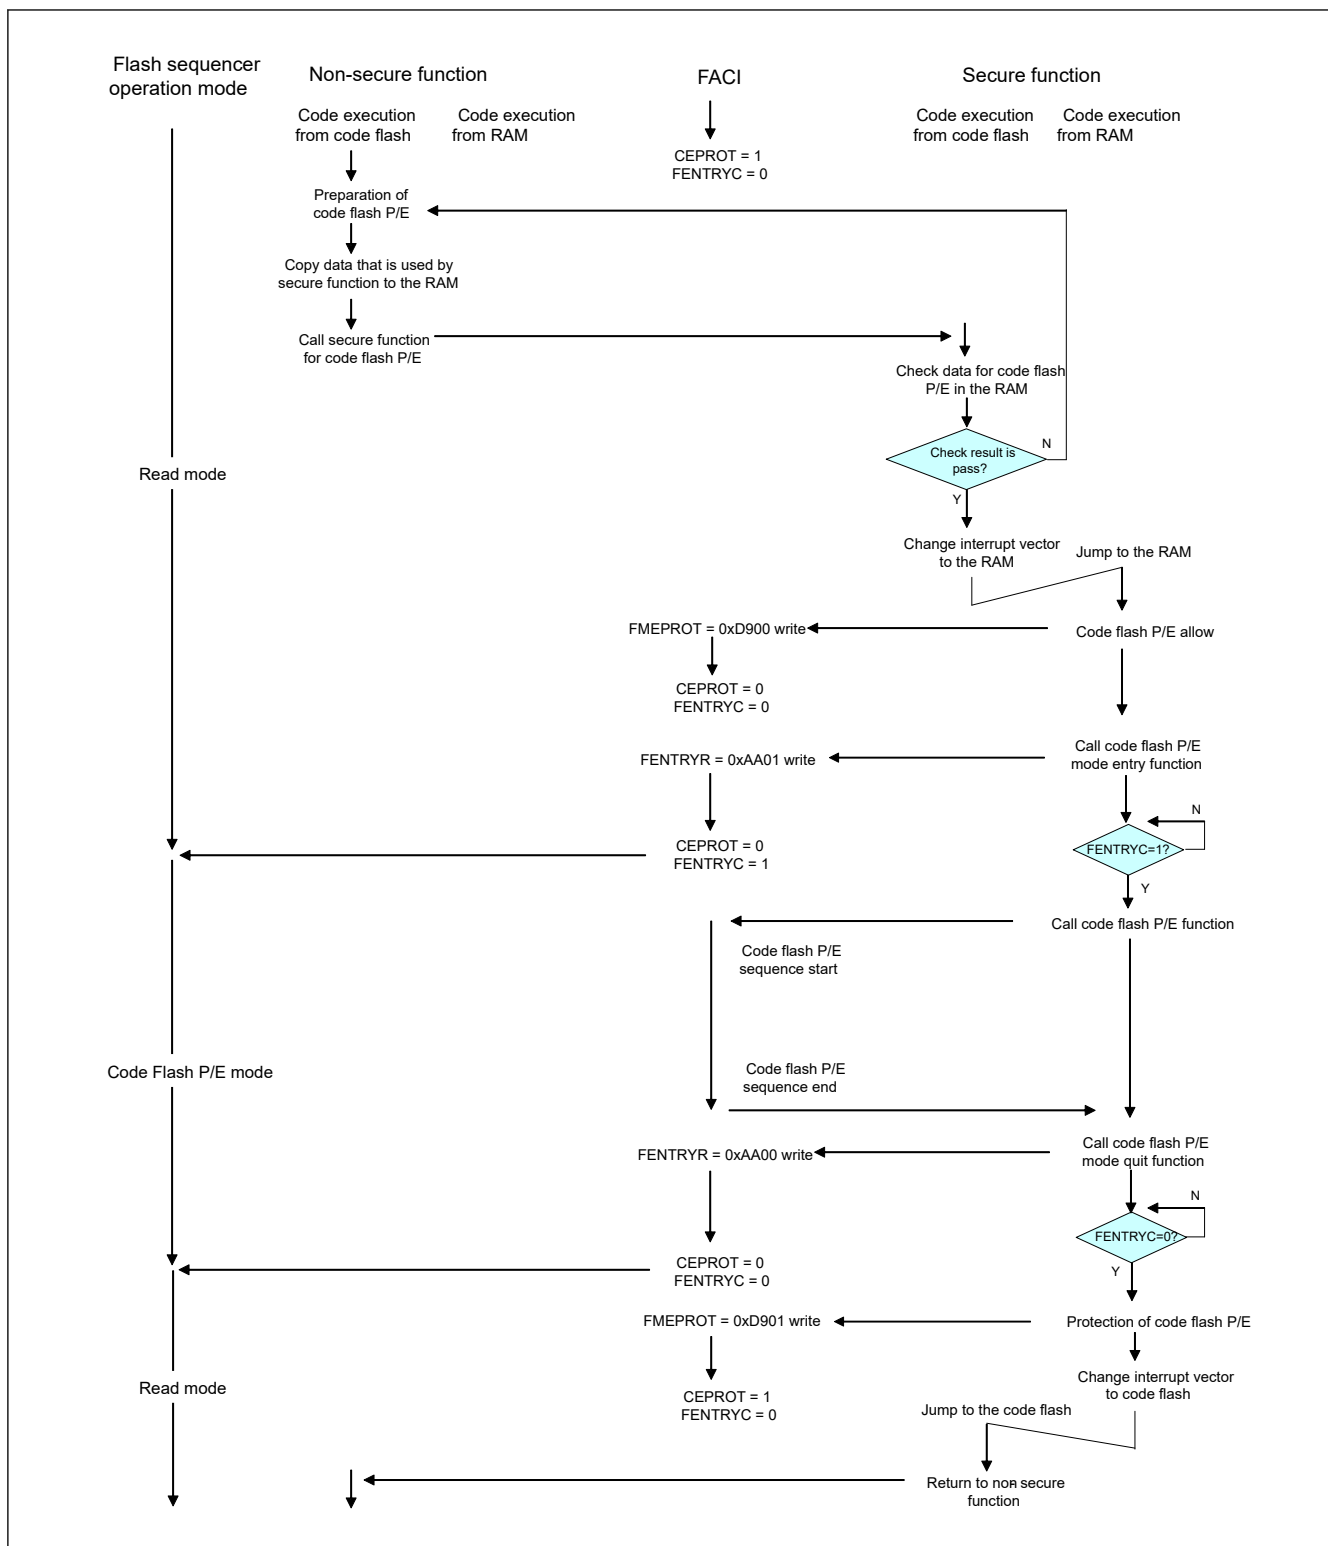 Flash sequencer
operation mode
Non-secure function
FACI
Secure function
Code execution
from code flash
Code execution
from RAM
Code execution
from code flash
Code execution
from RAM
CEPROT = 1
FENTRYC = 0
Preparation of
code flash P/E
Copy data that is used by
secure function to the RAM
Call secure function
for code flash P/E
Check data for code flash
P/E in the RAM
Check result is
pass?
N
Y
Read mode
Change interrupt vector
to the RAM
Jump to the RAM
FMEPROT = 0xD900 write
Code flash P/E allow
CEPROT = 0
FENTRYC = 0
Call code flash P/E
mode entry function
FENTRYR = 0xAA01 write
N
CEPROT = 0
FENTRYC = 1
FENTRYC=1?
Y
Call code flash P/E function
Code flash P/E
sequence start
Code Flash P/E mode
Code flash P/E
sequence end
FENTRYR = 0xAA00 write
Call code flash P/E
mode quit function
N
FENTRYC=0?
CEPROT = 0
FENTRYC = 0
Y
FMEPROT = 0xD901 write
Protection of code flash P/E
Read mode
Change interrupt vector
to code flash
CEPROT = 1
FENTRYC = 0
Jump to the code flash
Return to non-secure
function